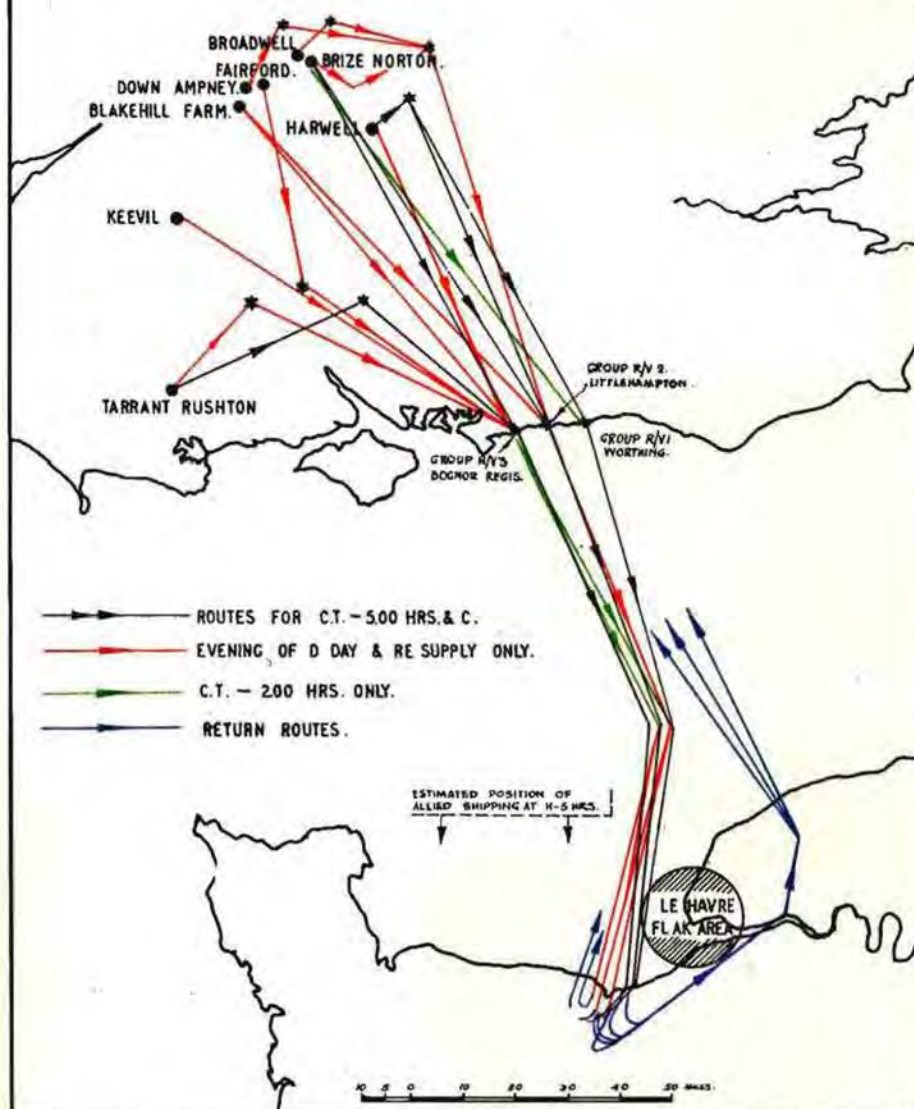 BROADWELL
BRIZE NORTON.
FAIRFORD.
DOWN AMPNEY.
BLAKEHILL FARM.
HARWELL
KEEVIL
TARRANT RUSHTON
GROUP R/V 2.
LITTLEHAMPTON.
GROUP R/V 1
WORTHING.
GROUP R/V 3
BOGNOR REGIS.
ROUTES FOR C.T. - 5.00 HRS. & C.
EVENING OF D DAY & RE SUPPLY ONLY.
C.T. - 2.00 HRS. ONLY.
RETURN ROUTES.
ESTIMATED POSITION OF
ALLIED SHIPPING AT H-5 HRS.
LE HAVRE
FLAK AREA
10 5 0 10 20 30 40 50 MILES.